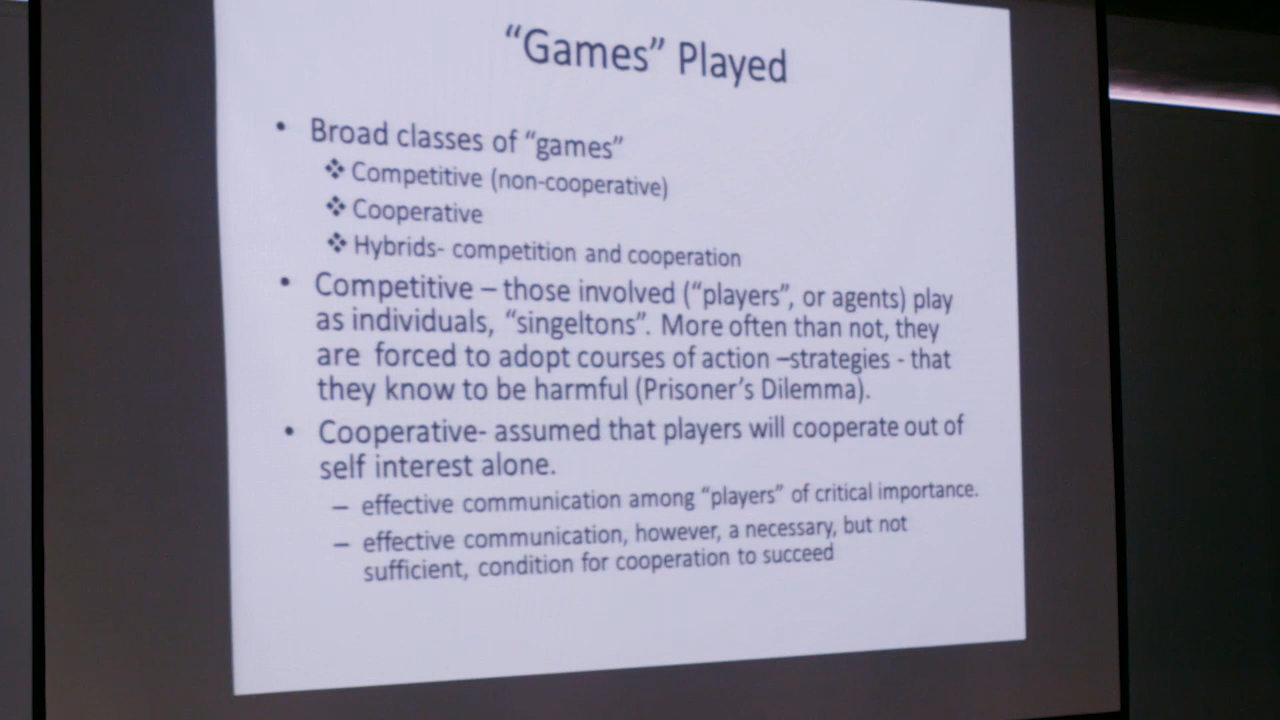 “Games” Played
• Broad classes of “games”
❖ Competitive (non-cooperative)
❖ Cooperative
❖ Hybrids- competition and cooperation
• Competitive – those involved (“players”, or agents) play
as individuals, “singeltons”. More often than not, they
are forced to adopt courses of action –strategies - that
they know to be harmful (Prisoner’s Dilemma).
• Cooperative- assumed that players will cooperate out of
self interest alone.
– effective communication among “players” of critical importance.
– effective communication, however, a necessary, but not
sufficient, condition for cooperation to succeed